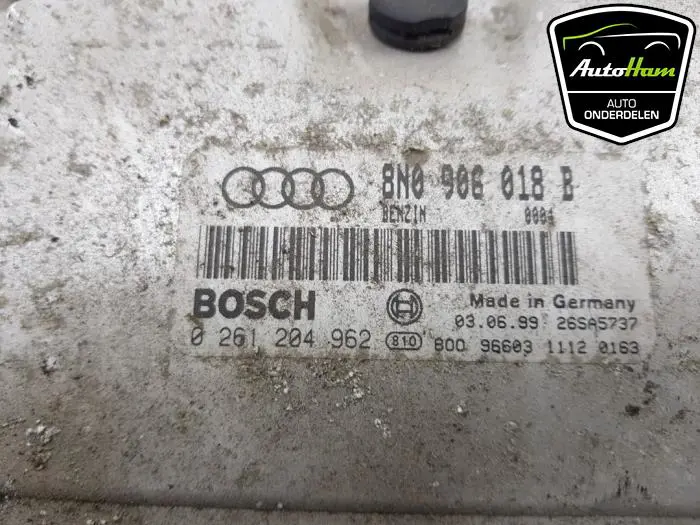 AutoHam
AUTO
ONDERDELEN
8N0 906 018 B
BENZIN 0004
BOSCH
Made in Germany
03.06.99 26SA5737
0 261 204 962 810 800 96603 1112 0163